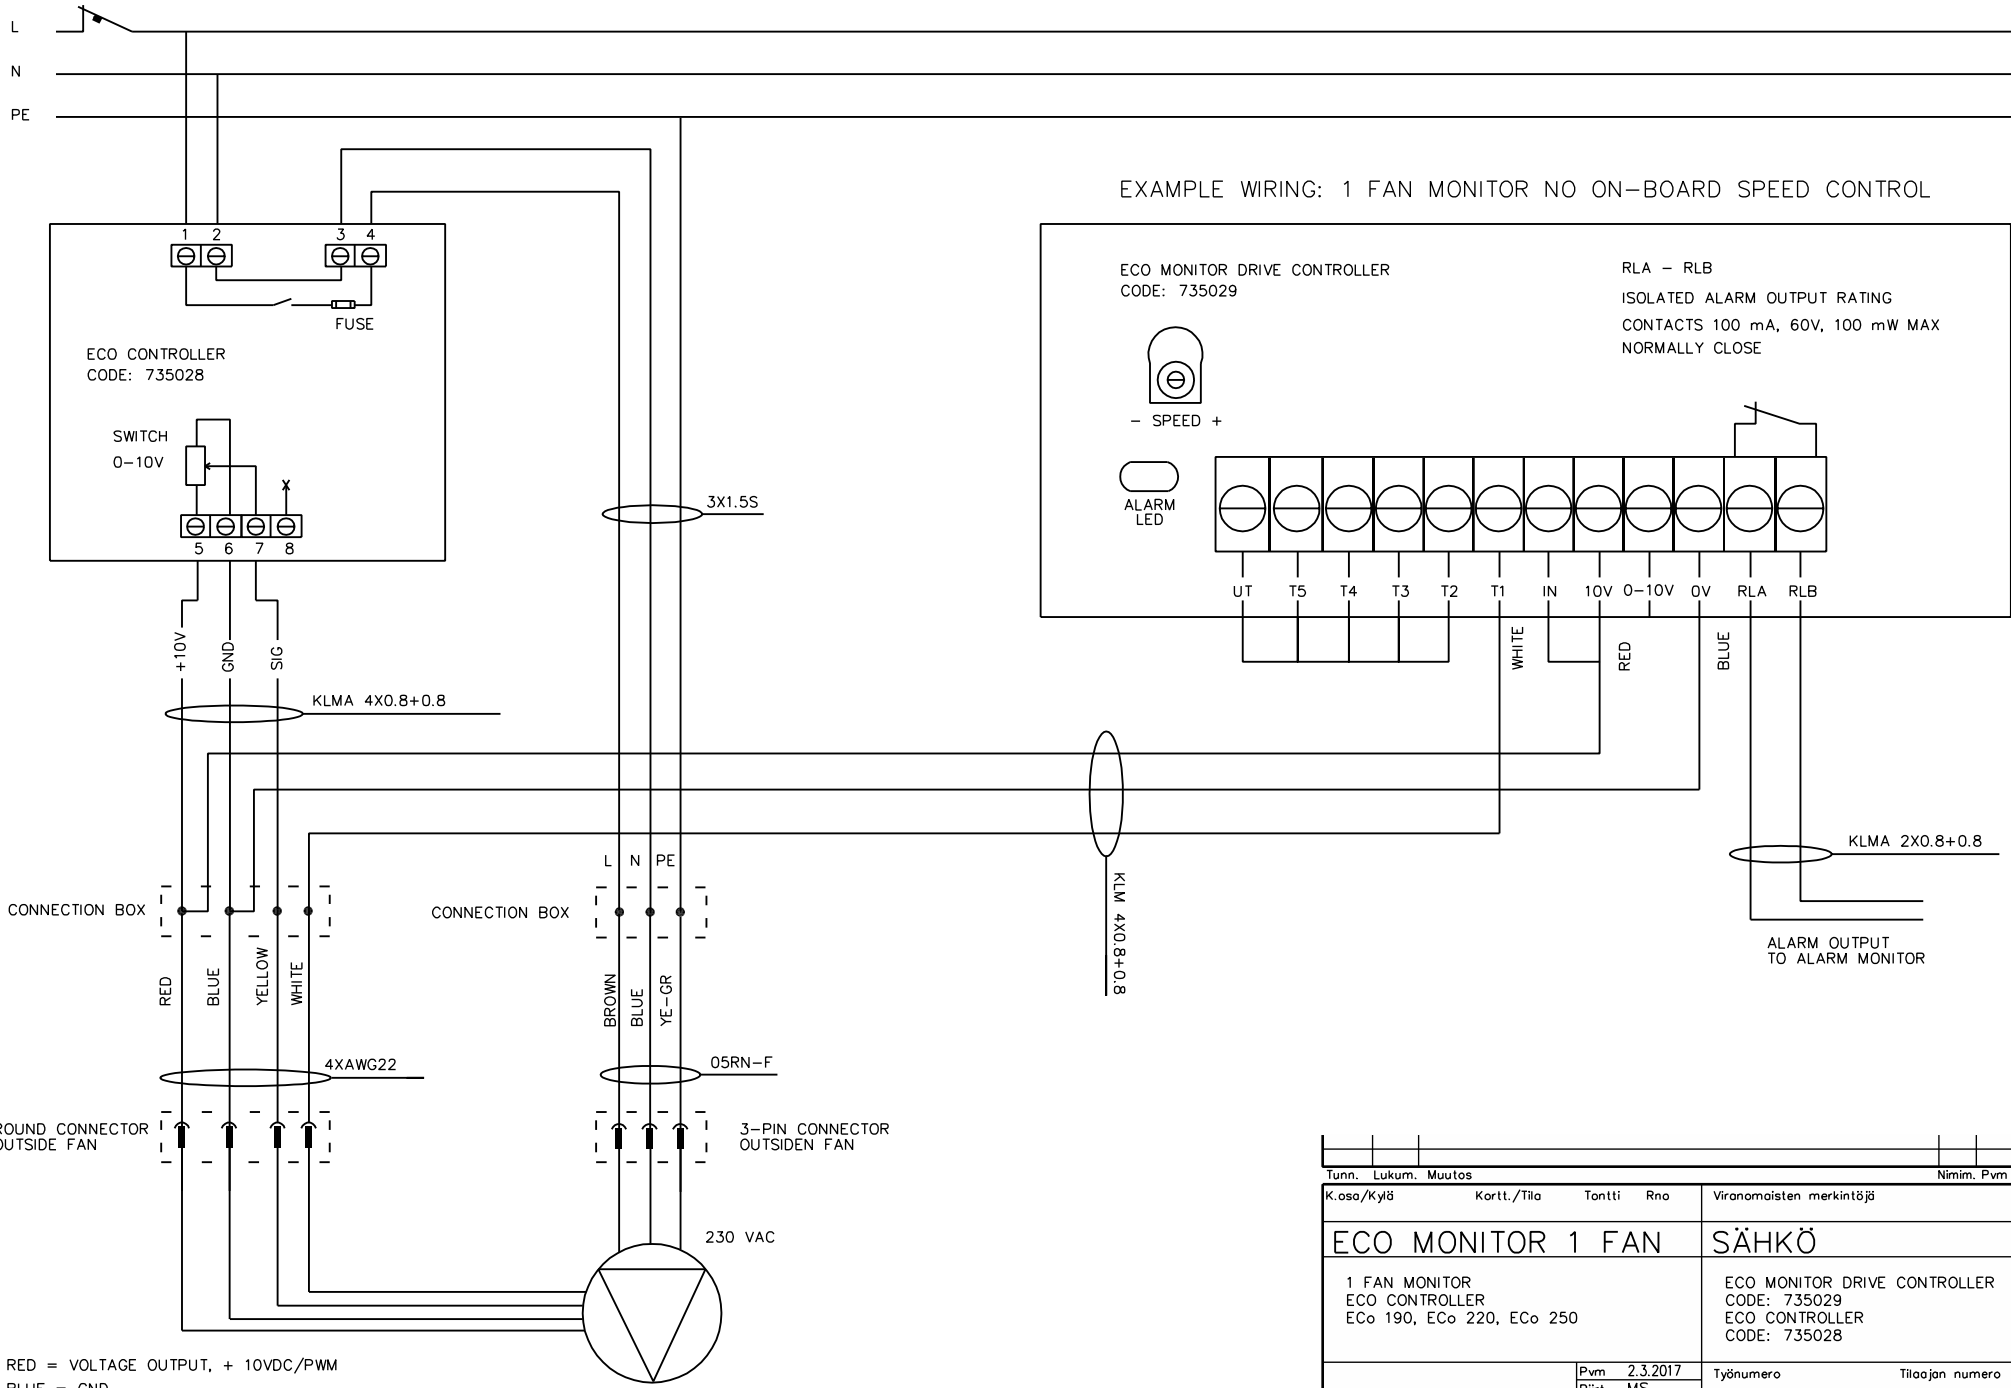 L
N
PE
EXAMPLE WIRING: 1 FAN MONITOR NO ON-BOARD SPEED CONTROL
1 2 3 4
FUSE
ECO CONTROLLER
CODE: 735028
SWITCH
0-10V
5 6 7 8
+10V
GND
SIG
KLMA 4X0.8+0.8
3X1.5S
ECO MONITOR DRIVE CONTROLLER
CODE: 735029
RLA - RLB
ISOLATED ALARM OUTPUT RATING
CONTACTS 100 mA, 60V, 100 mW MAX
NORMALLY CLOSE
- SPEED +
ALARM
LED
UT T5 T4 T3 T2 T1 IN 10V 0-10V 0V RLA RLB
WHITE
RED
BLUE
KLM 4X0.8+0.8
KLMA 2X0.8+0.8
ALARM OUTPUT
TO ALARM MONITOR
L N PE
CONNECTION BOX
CONNECTION BOX
RED
BLUE
YELLOW
WHITE
BROWN
BLUE
YE-GR
4XAWG22
05RN-F
ROUND CONNECTOR
OUTSIDE FAN
3-PIN CONNECTOR
OUTSIDEN FAN
230 VAC
RED = VOLTAGE OUTPUT, + 10VDC/PWM
BLUE = GND
Tunn. Lukum. Muutos Nimim. Pvm
K.osa/Kylä Kortt./Tila Tontti Rno Viranomaisten merkintöjä
ECO MONITOR 1 FAN
SÄHKÖ
1 FAN MONITOR
ECO CONTROLLER
ECo 190, ECo 220, ECo 250
ECO MONITOR DRIVE CONTROLLER
CODE: 735029
ECO CONTROLLER
CODE: 735028
Pvm 2.3.2017
Työnumero Tilaajan numero
MS